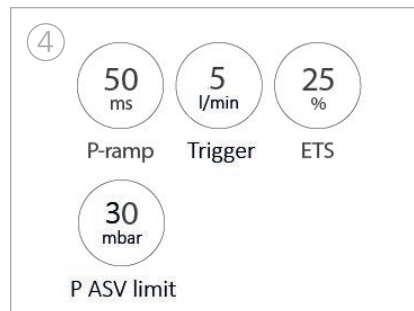 4
50 5 25
ms l/min %
P-ramp Trigger ETS
30
mbar
P ASV limit